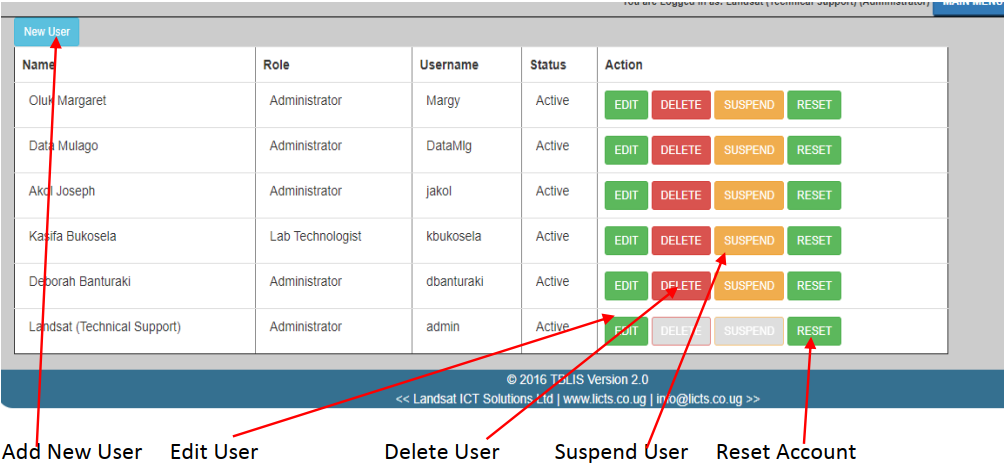 You are Logged in as: Landsat (Technical Support) (Administrator) MAIN MENU
New User
Name Role Username Status Action
Oluk Margaret Administrator Margy Active EDIT DELETE SUSPEND RESET
Data Mulago Administrator DataMlg Active EDIT DELETE SUSPEND RESET
Akol Joseph Administrator jakol Active EDIT DELETE SUSPEND RESET
Kasifa Bukosela Lab Technologist kbukosela Active EDIT DELETE SUSPEND RESET
Deborah Banturaki Administrator dbanturaki Active EDIT DELETE SUSPEND RESET
Landsat (Technical Support) Administrator admin Active EDIT DELETE SUSPEND RESET
© 2016 TBLIS Version 2.0
<< Landsat ICT Solutions Ltd | www.licts.co.ug | info@licts.co.ug >>
Add New User Edit User Delete User Suspend User Reset Account